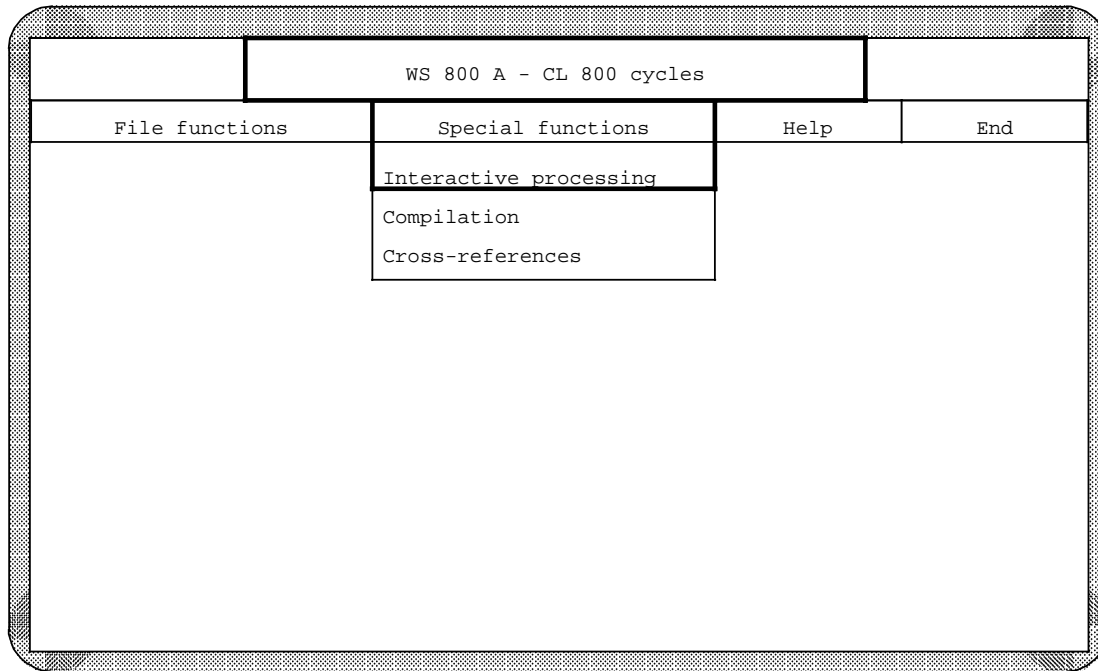 WS 800 A - CL 800 cycles
File functions Special functions Help End
Interactive processing
Compilation
Cross-references